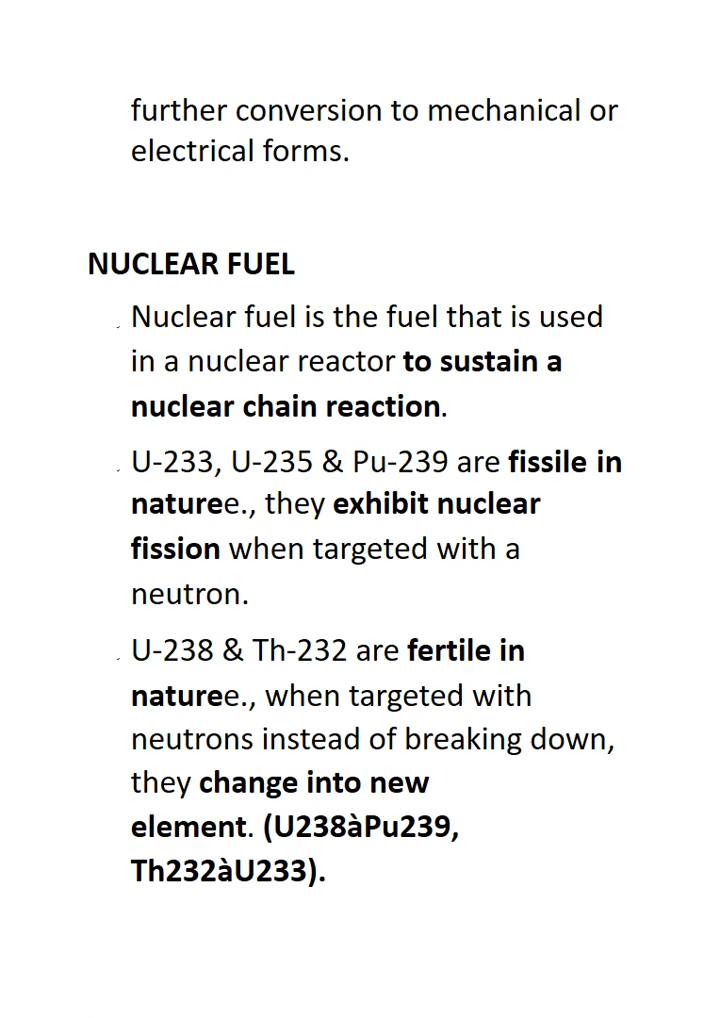 further conversion to mechanical or
electrical forms.
NUCLEAR FUEL
Nuclear fuel is the fuel that is used
in a nuclear reactor to sustain a
nuclear chain reaction.
U-233, U-235 & Pu-239 are fissile in
naturee., they exhibit nuclear
fission when targeted with a
neutron.
U-238 & Th-232 are fertile in
naturee., when targeted with
neutrons instead of breaking down,
they change into new
element. (U238àPu239,
Th232àU233).